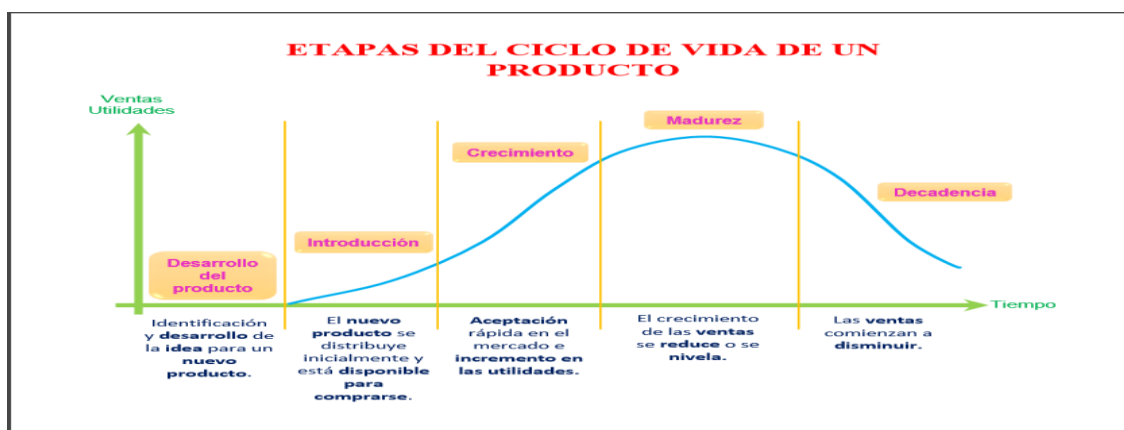 ETAPAS DEL CICLO DE VIDA DE UN
PRODUCTO
Ventas
Utilidades
Desarrollo
del
producto
Introducción
Crecimiento
Madurez
Decadencia
Tiempo
Identificación
y desarrollo de
la idea para un
nuevo
producto.
El nuevo
producto se
distribuye
inicialmente y
está disponible
para
comprarse.
Aceptación
rápida en el
mercado e
incremento en
las utilidades.
El crecimiento
de las ventas
se reduce o se
nivela.
Las ventas
comienzan a
disminuir.